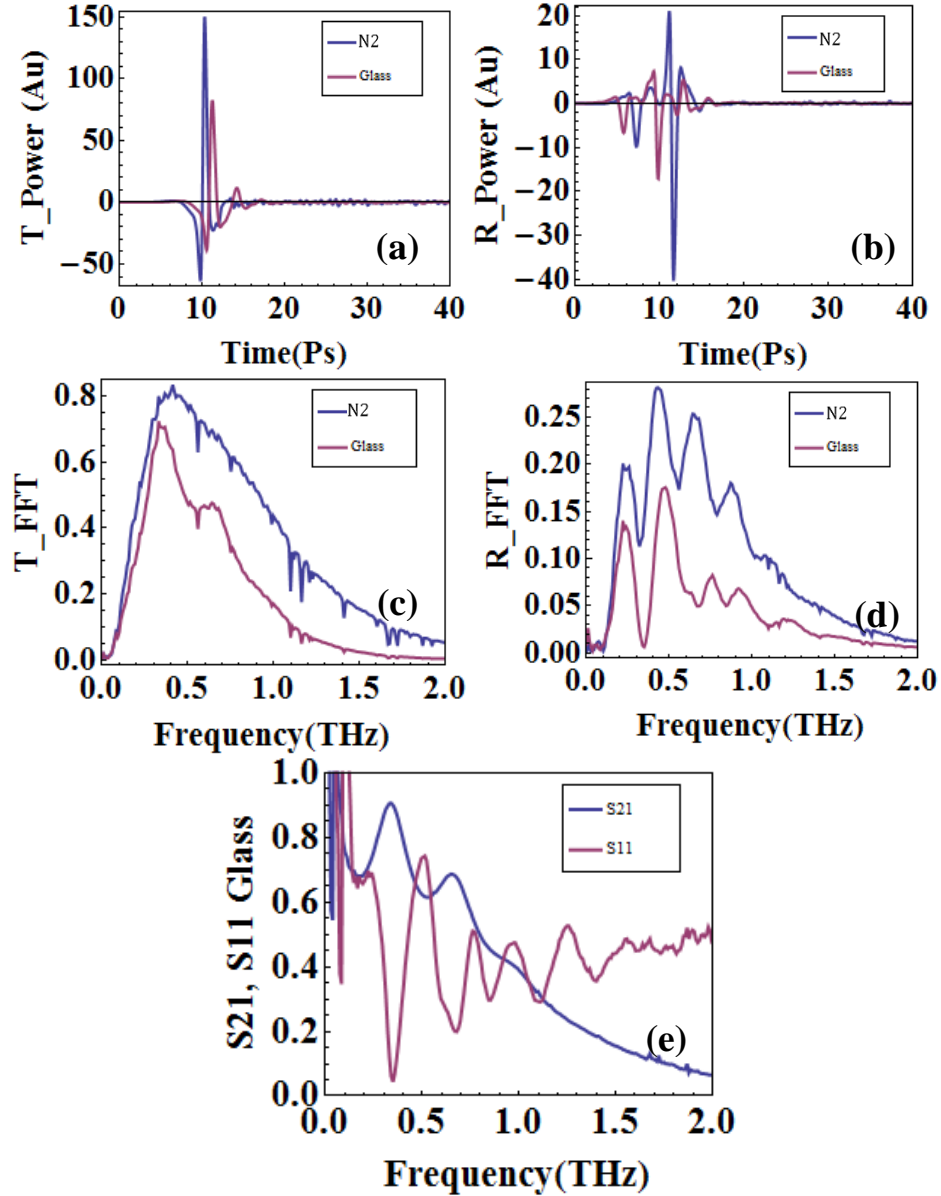 150
100
50
0
−50
T_Power (Au)
N2
Glass
(a)
0 10 20 30 40
Time(Ps)
20
10
0
−10
−20
−30
−40
R_Power (Au)
N2
Glass
(b)
0 10 20 30 40
Time(Ps)
0.8
0.6
0.4
0.2
0.0
T_FFT
N2
Glass
(c)
0.0 0.5 1.0 1.5 2.0
Frequency(THz)
0.25
0.20
0.15
0.10
0.05
0.00
R_FFT
N2
Glass
(d)
0.0 0.5 1.0 1.5 2.0
Frequency(THz)
1.0
0.8
0.6
0.4
0.2
0.0
S21, S11 Glass
S21
S11
(e)
0.0 0.5 1.0 1.5 2.0
Frequency(THz)